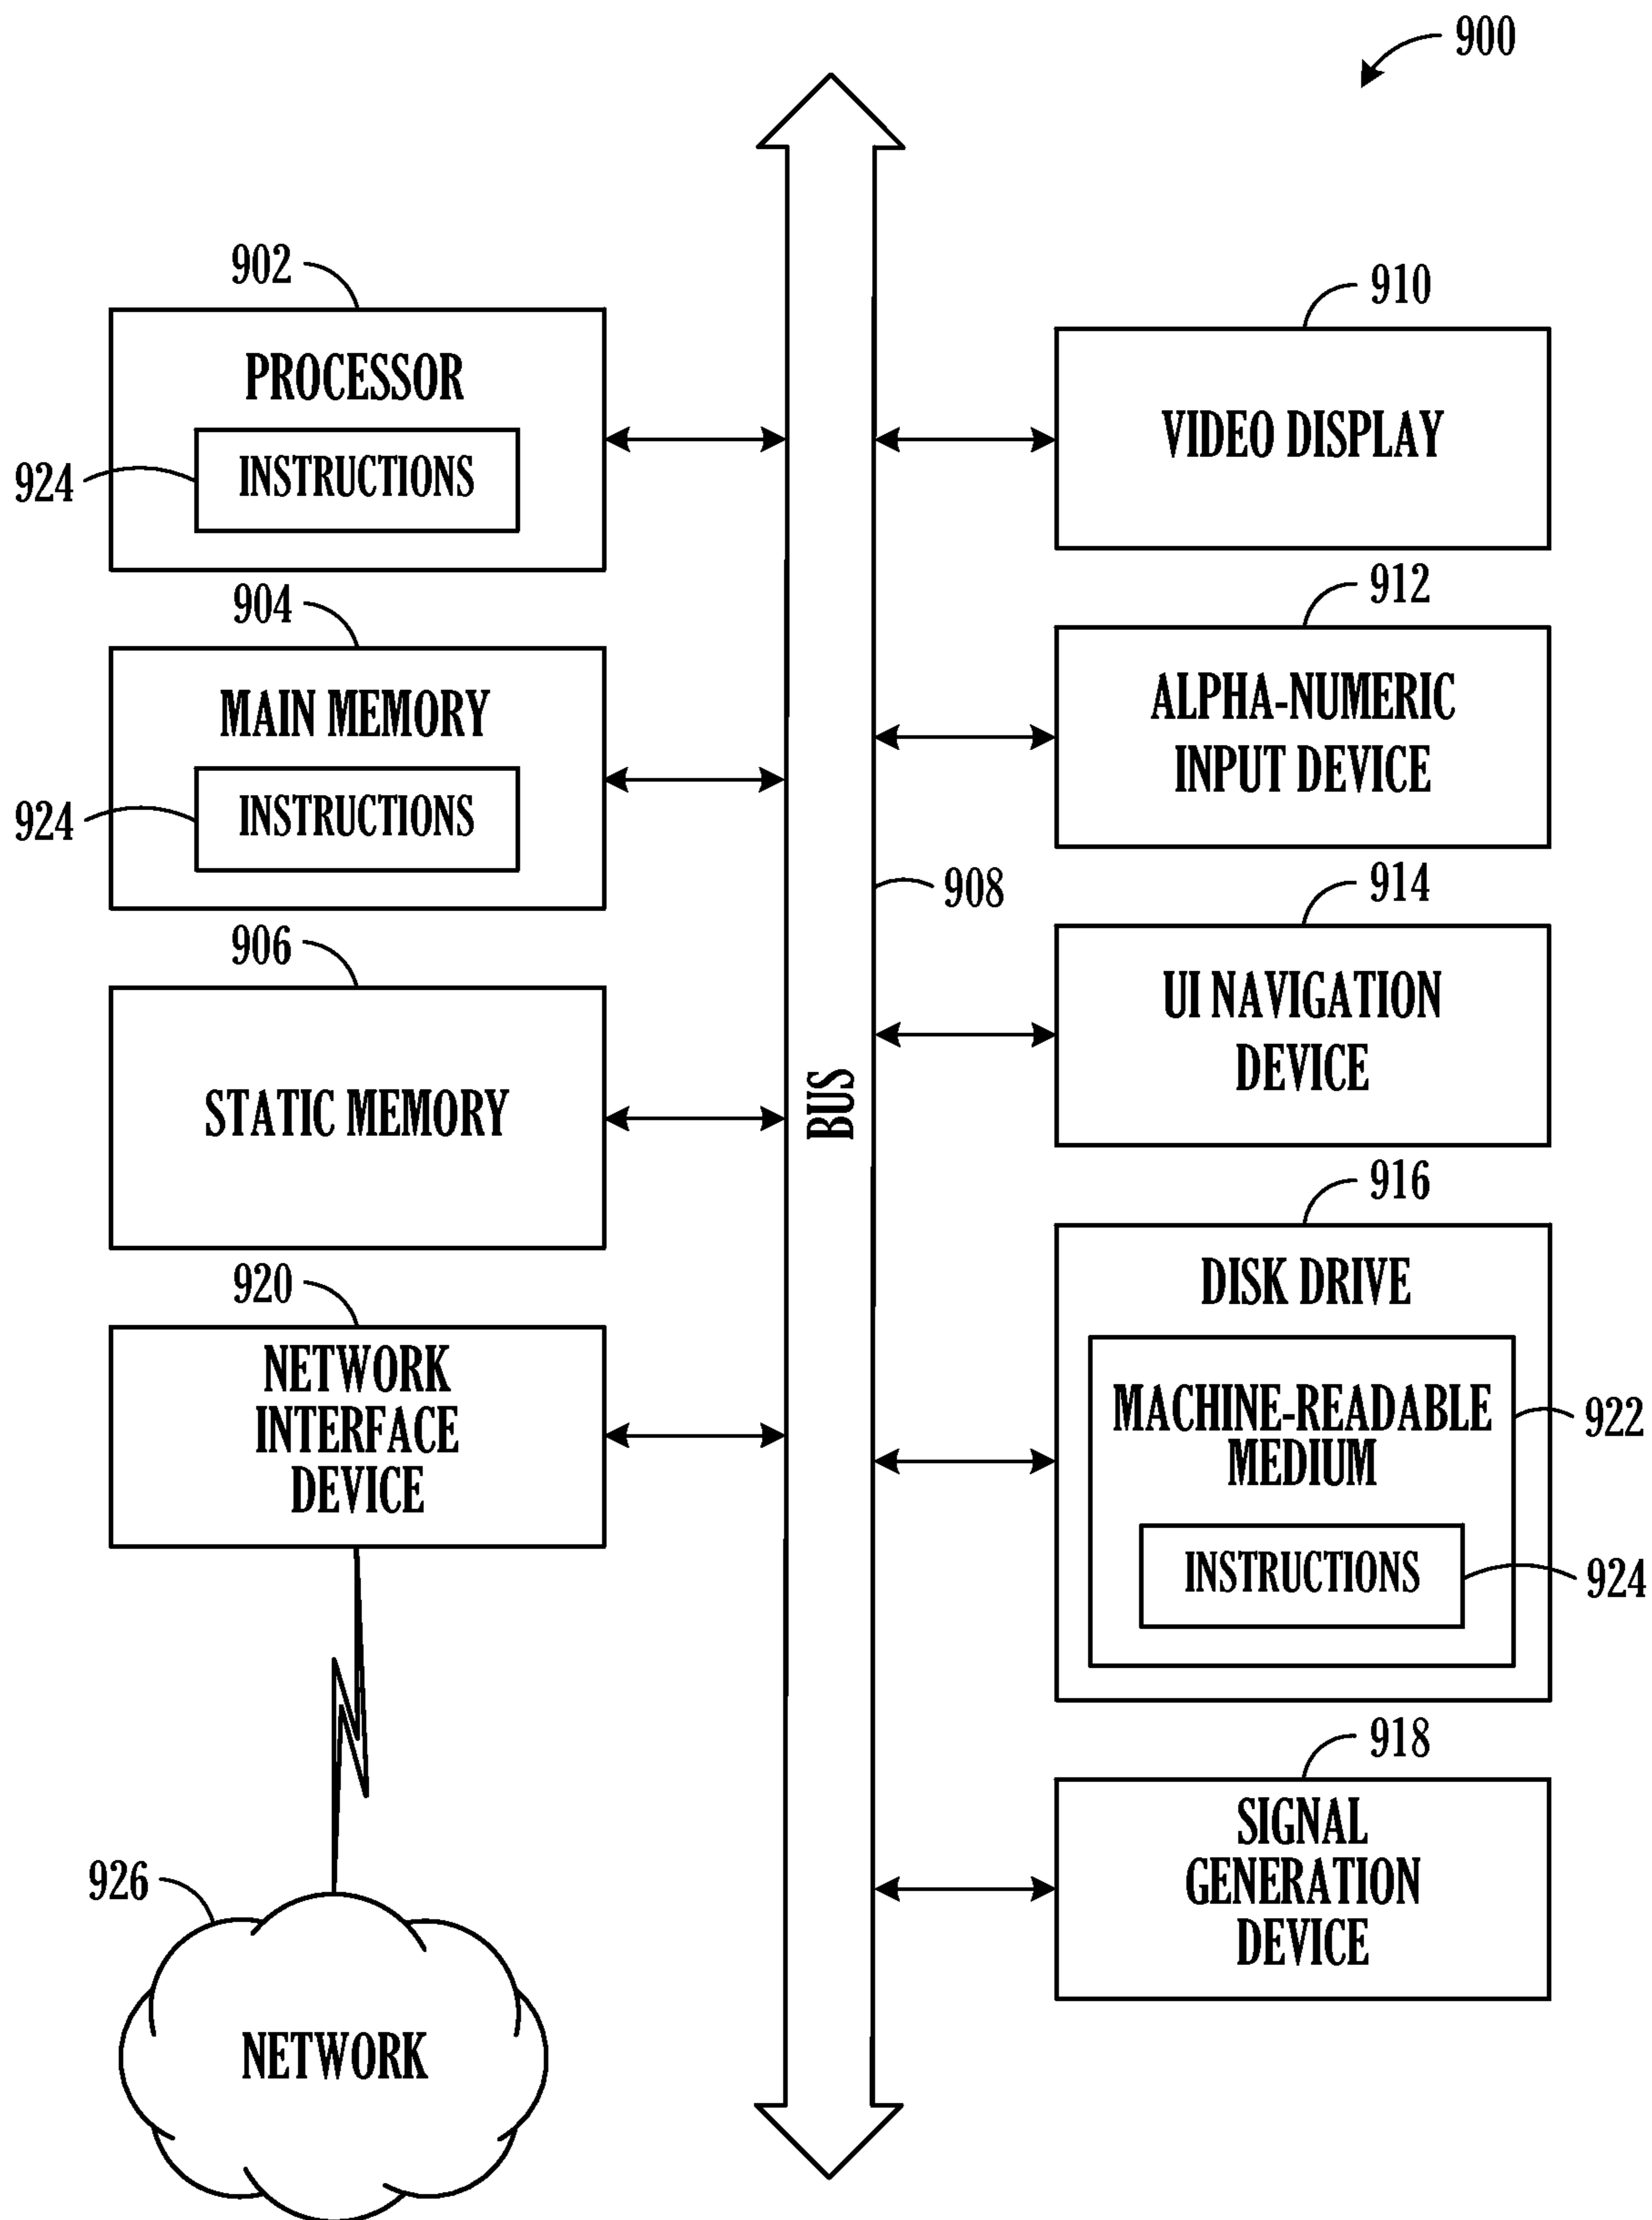 900
902
PROCESSOR
924
INSTRUCTIONS
904
MAIN MEMORY
924
INSTRUCTIONS
906
STATIC MEMORY
920
NETWORK
INTERFACE
DEVICE
926
NETWORK
BUS
908
910
VIDEO DISPLAY
912
ALPHA-NUMERIC
INPUT DEVICE
914
UI NAVIGATION
DEVICE
916
DISK DRIVE
MACHINE-READABLE
MEDIUM
922
INSTRUCTIONS
924
918
SIGNAL
GENERATION
DEVICE